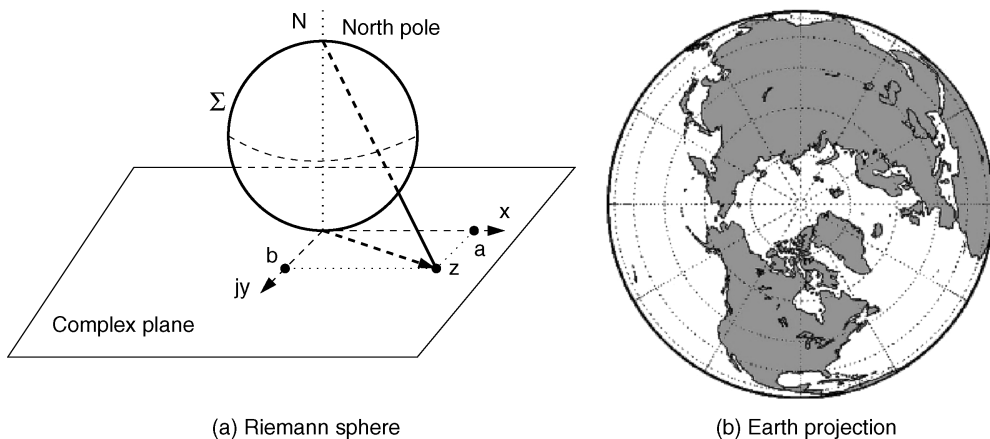 N
North pole
Σ
x
a
b
z
jy
Complex plane
(a) Riemann sphere
(b) Earth projection